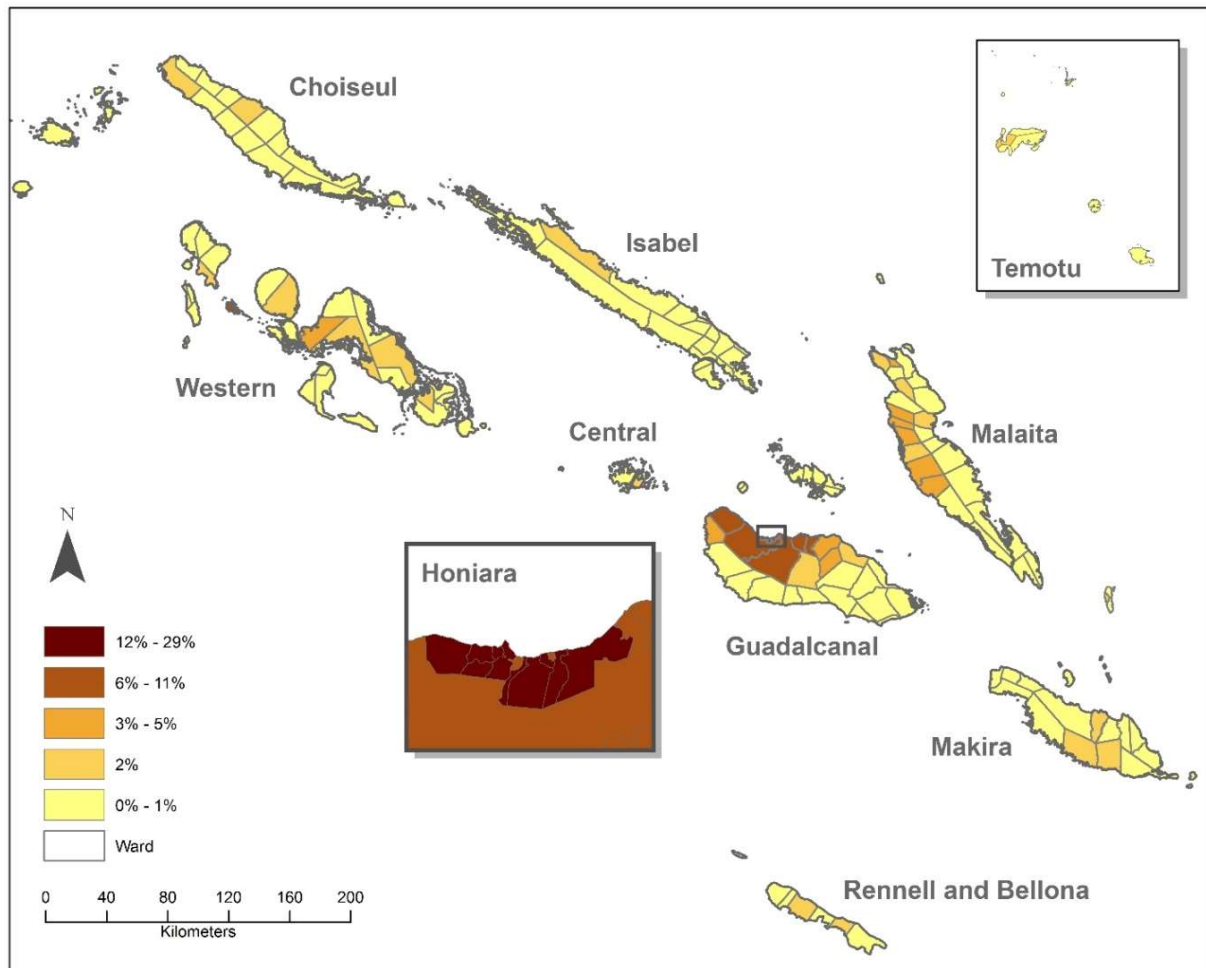 Choiseul
Isabel
Temotu
Western
Central
Malaita
N
Honiara
Guadalcanal
12% - 29%
6% - 11%
3% - 5%
2%
0% - 1%
Ward
Makira
0 40 80 120 160 200
Kilometers
Rennell and Bellona